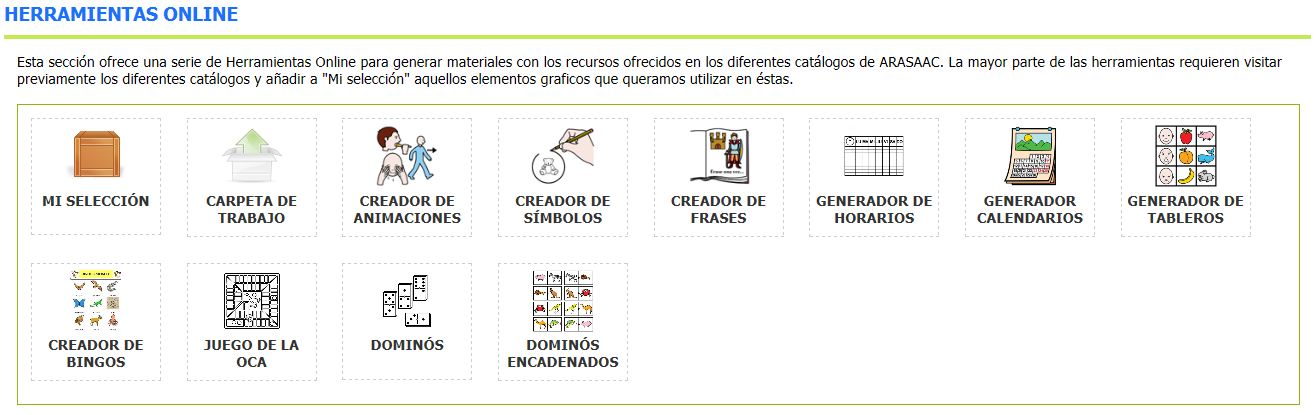 HERRAMIENTAS ONLINE
Esta sección ofrece una serie de Herramientas Online para generar materiales con los recursos ofrecidos en los diferentes catálogos de ARASAAC. La mayor parte de las herramientas requieren visitar
previamente los diferentes catálogos y añadir a "Mi selección" aquellos elementos graficos que queramos utilizar en éstas.
MI SELECCIÓN
CARPETA DE
TRABAJO
CREADOR DE
ANIMACIONES
CREADOR DE
SÍMBOLOS
CREADOR DE
FRASES
GENERADOR DE
HORARIOS
GENERADOR
CALENDARIOS
GENERADOR DE
TABLEROS
CREADOR DE
BINGOS
JUEGO DE LA
OCA
DOMINÓS
DOMINÓS
ENCADENADOS